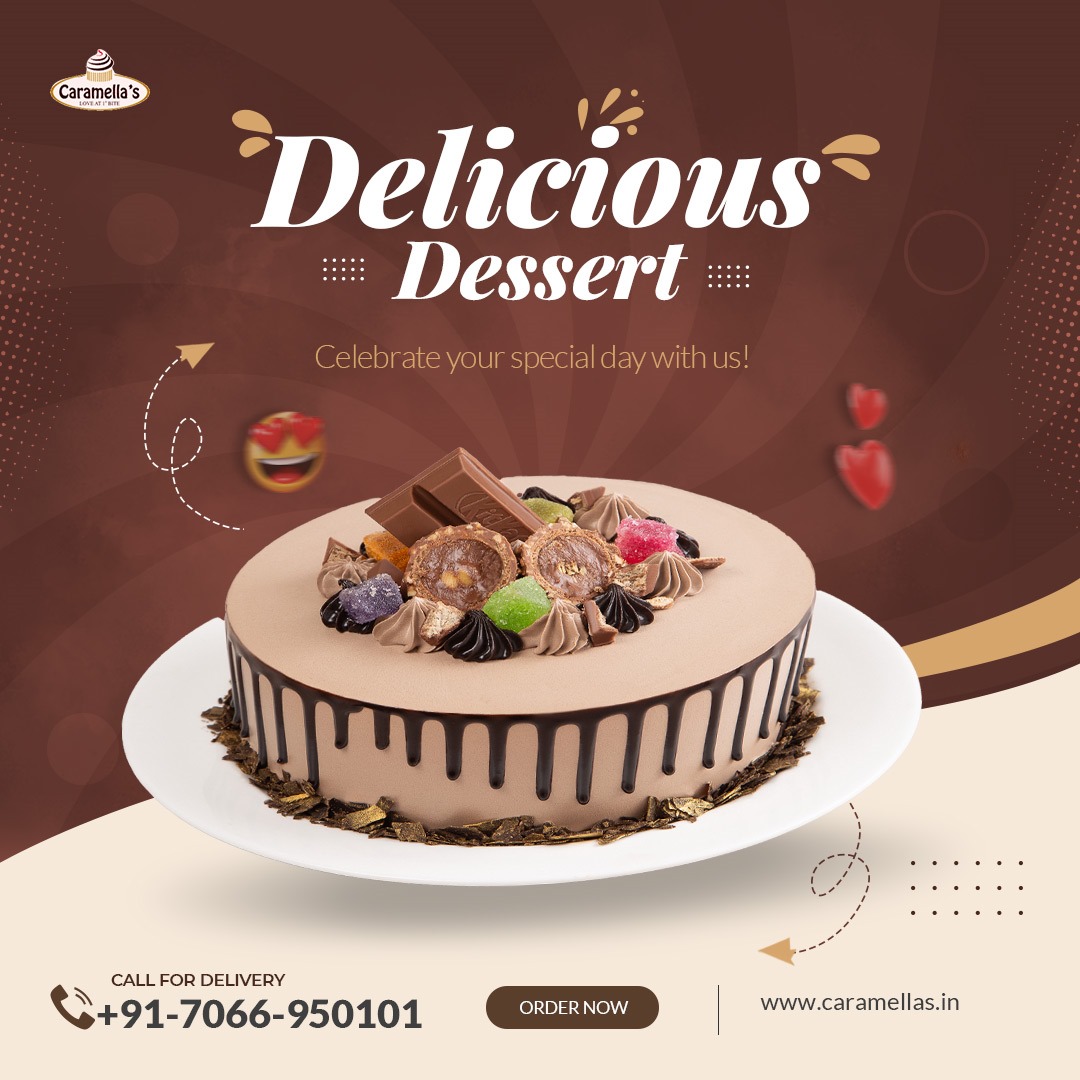 Caramella's
LOVE AT 1ST BITE
Delicious
Dessert
Celebrate your special day with us!
CALL FOR DELIVERY
+91-7066-950101
ORDER NOW
www.caramellas.in